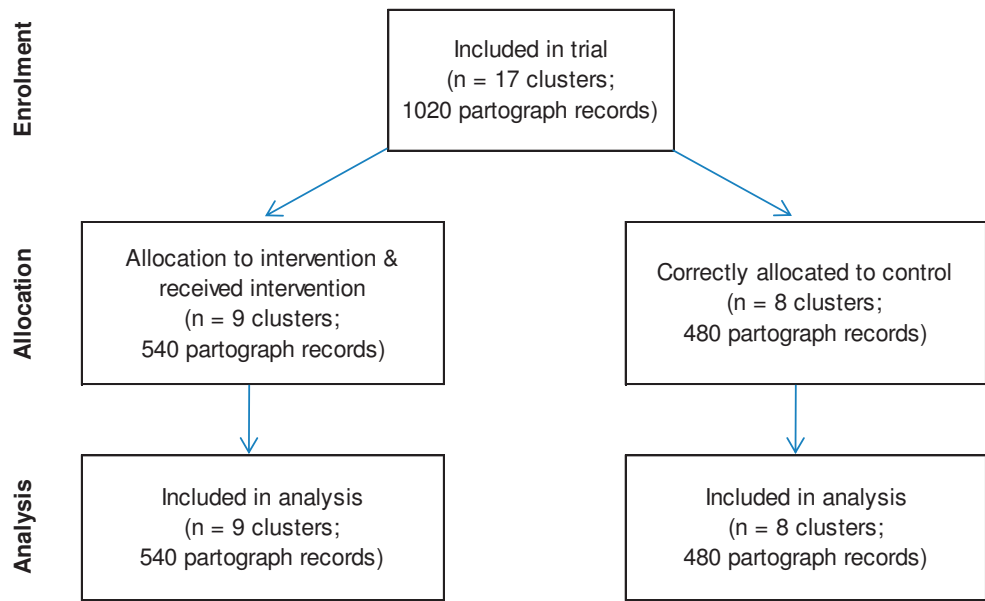 Enrolment
Included in trial
(n = 17 clusters;
1020 partograph records)
Allocation
Allocation to intervention &
received intervention
(n = 9 clusters;
540 partograph records)
Correctly allocated to control
(n = 8 clusters;
480 partograph records)
Analysis
Included in analysis
(n = 9 clusters;
540 partograph records)
Included in analysis
(n = 8 clusters;
480 partograph records)